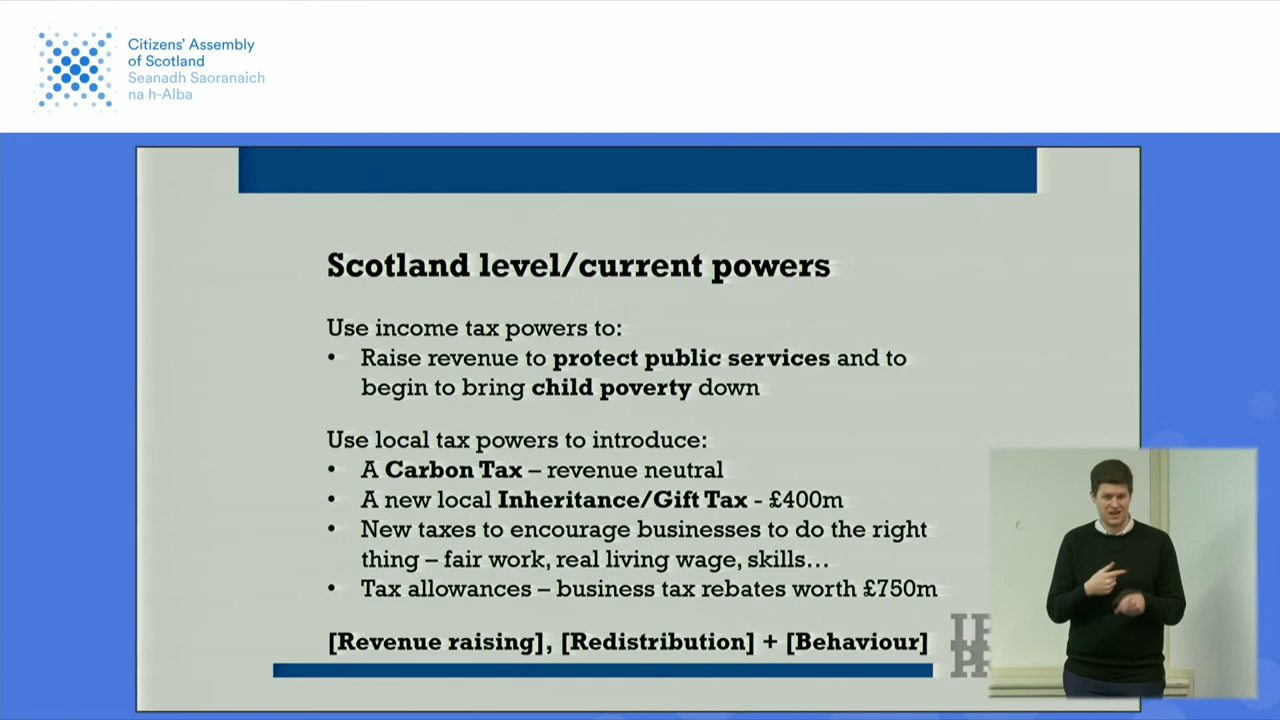 Citizens’ Assembly
of Scotland
Seanadh Saoranaich
na h-Alba
Scotland level/current powers
Use income tax powers to:
• Raise revenue to protect public services and to
begin to bring child poverty down
Use local tax powers to introduce:
• A Carbon Tax – revenue neutral
• A new local Inheritance/Gift Tax - £400m
• New taxes to encourage businesses to do the right
thing – fair work, real living wage, skills…
• Tax allowances – business tax rebates worth £750m
[Revenue raising], [Redistribution] + [Behaviour]